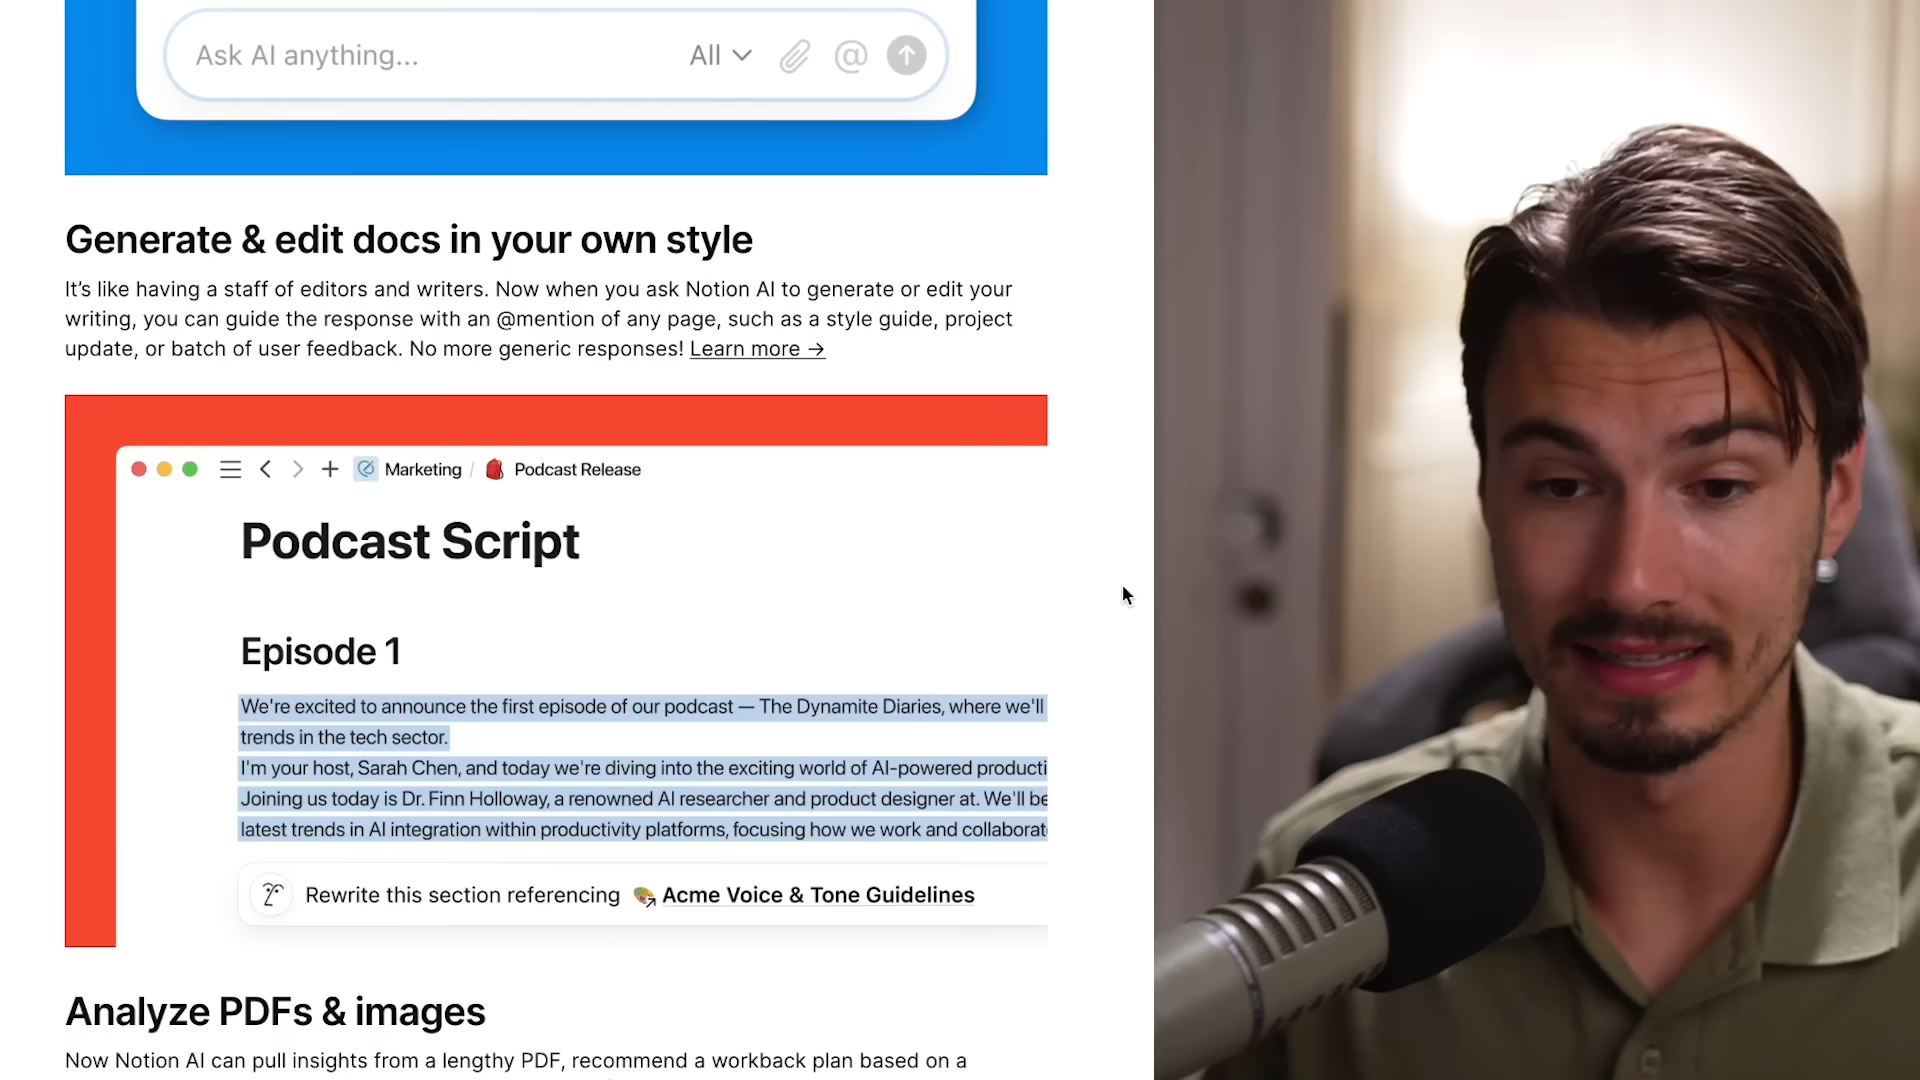 Ask AI anything...
All
Generate & edit docs in your own style
It's like having a staff of editors and writers. Now when you ask Notion AI to generate or edit your
writing, you can guide the response with an @mention of any page, such as a style guide, project
update, or batch of user feedback. No more generic responses! Learn more →
Marketing / Podcast Release
Podcast Script
Episode 1
We're excited to announce the first episode of our podcast — The Dynamite Diaries, where we'll
trends in the tech sector.
I'm your host, Sarah Chen, and today we're diving into the exciting world of AI-powered producti
Joining us today is Dr. Finn Holloway, a renowned AI researcher and product designer at. We'll be
latest trends in AI integration within productivity platforms, focusing how we work and collaborat
Rewrite this section referencing Acme Voice & Tone Guidelines
Analyze PDFs & images
Now Notion AI can pull insights from a lengthy PDF, recommend a workback plan based on a